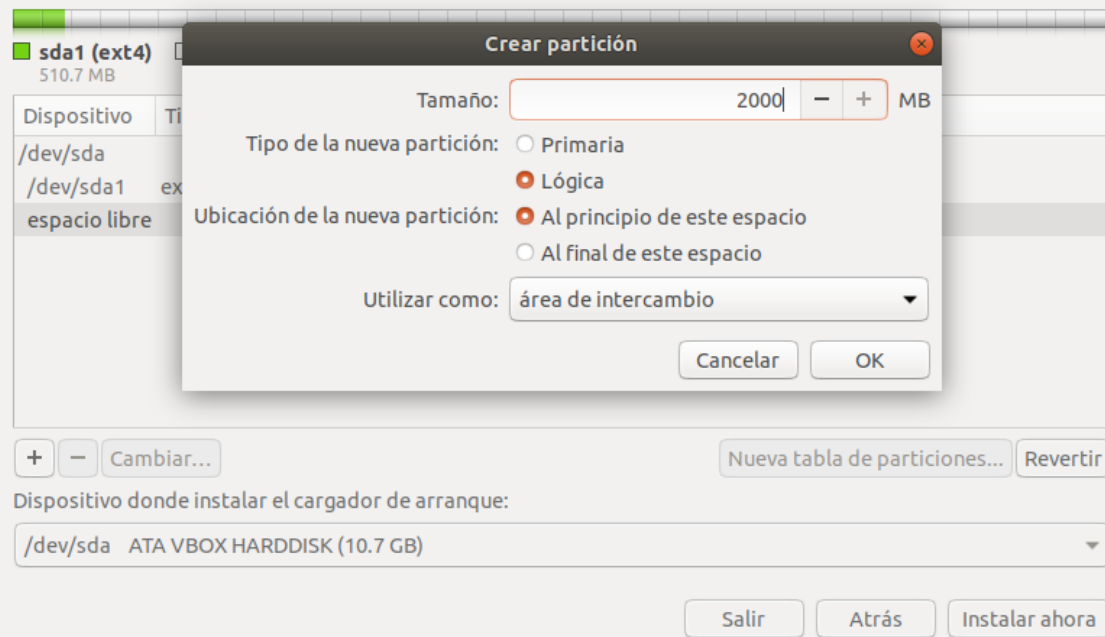 Crear partición
sda1 (ext4)
510.7 MB
Tamaño: 2000 − + MB
Dispositivo
Tipo de la nueva partición: Primaria
/dev/sda
Lógica
/dev/sda1
Ubicación de la nueva partición: Al principio de este espacio
espacio libre
Al final de este espacio
Utilizar como: área de intercambio
Cancelar OK
+ − Cambiar... Nueva tabla de particiones... Revertir
Dispositivo donde instalar el cargador de arranque:
/dev/sda ATA VBOX HARDDISK (10.7 GB)
Salir Atrás Instalar ahora